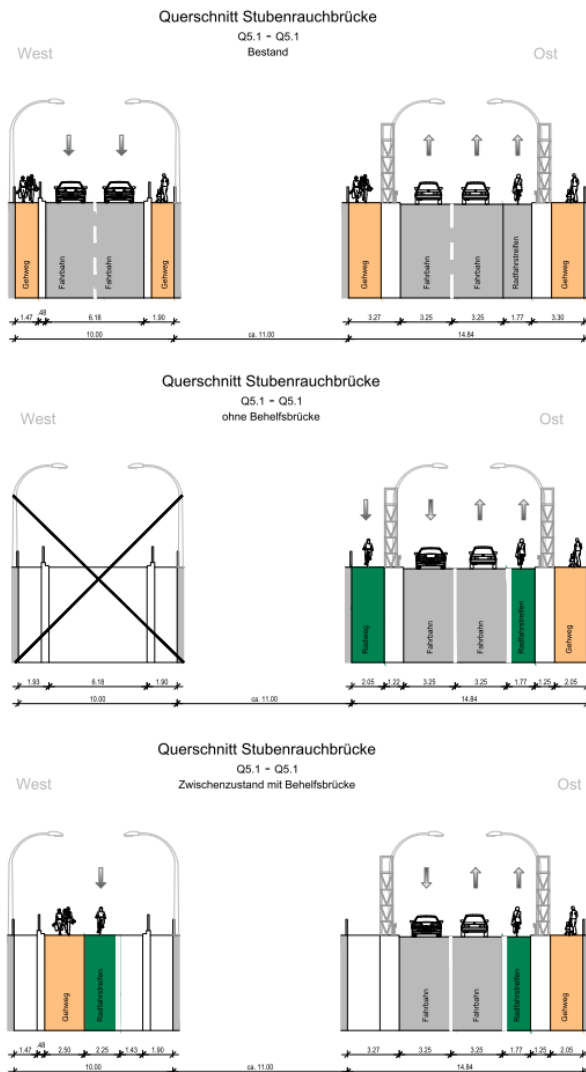 Querschnitt Stubenrauchbrücke
Q5.1 - Q5.1
Bestand
West
Ost
Gehweg Fahrbahn Fahrbahn Gehweg
Gehweg Fahrbahn Fahrbahn Radfahrstreifen Gehweg
1.47 .48 6.18 1.90
3.27 3.25 3.25 1.77 3.30
10.00 ca. 11.00 14.84
Querschnitt Stubenrauchbrücke
Q5.1 - Q5.1
ohne Behelfsbrücke
West
Ost
Radweg Fahrbahn Fahrbahn Radfahrstreifen Gehweg
1.93 6.18 1.90
2.05 1.22 3.25 3.25 1.77 1.25 2.05
10.00 ca. 11.00 14.84
Querschnitt Stubenrauchbrücke
Q5.1 - Q5.1
Zwischenzustand mit Behelfsbrücke
West
Ost
Gehweg Radfahrstreifen
Fahrbahn Fahrbahn Radfahrstreifen Gehweg
1.47 .48 2.50 2.25 1.43 1.90
3.27 3.25 3.25 1.77 1.25 2.05
10.00 ca. 11.00 14.84